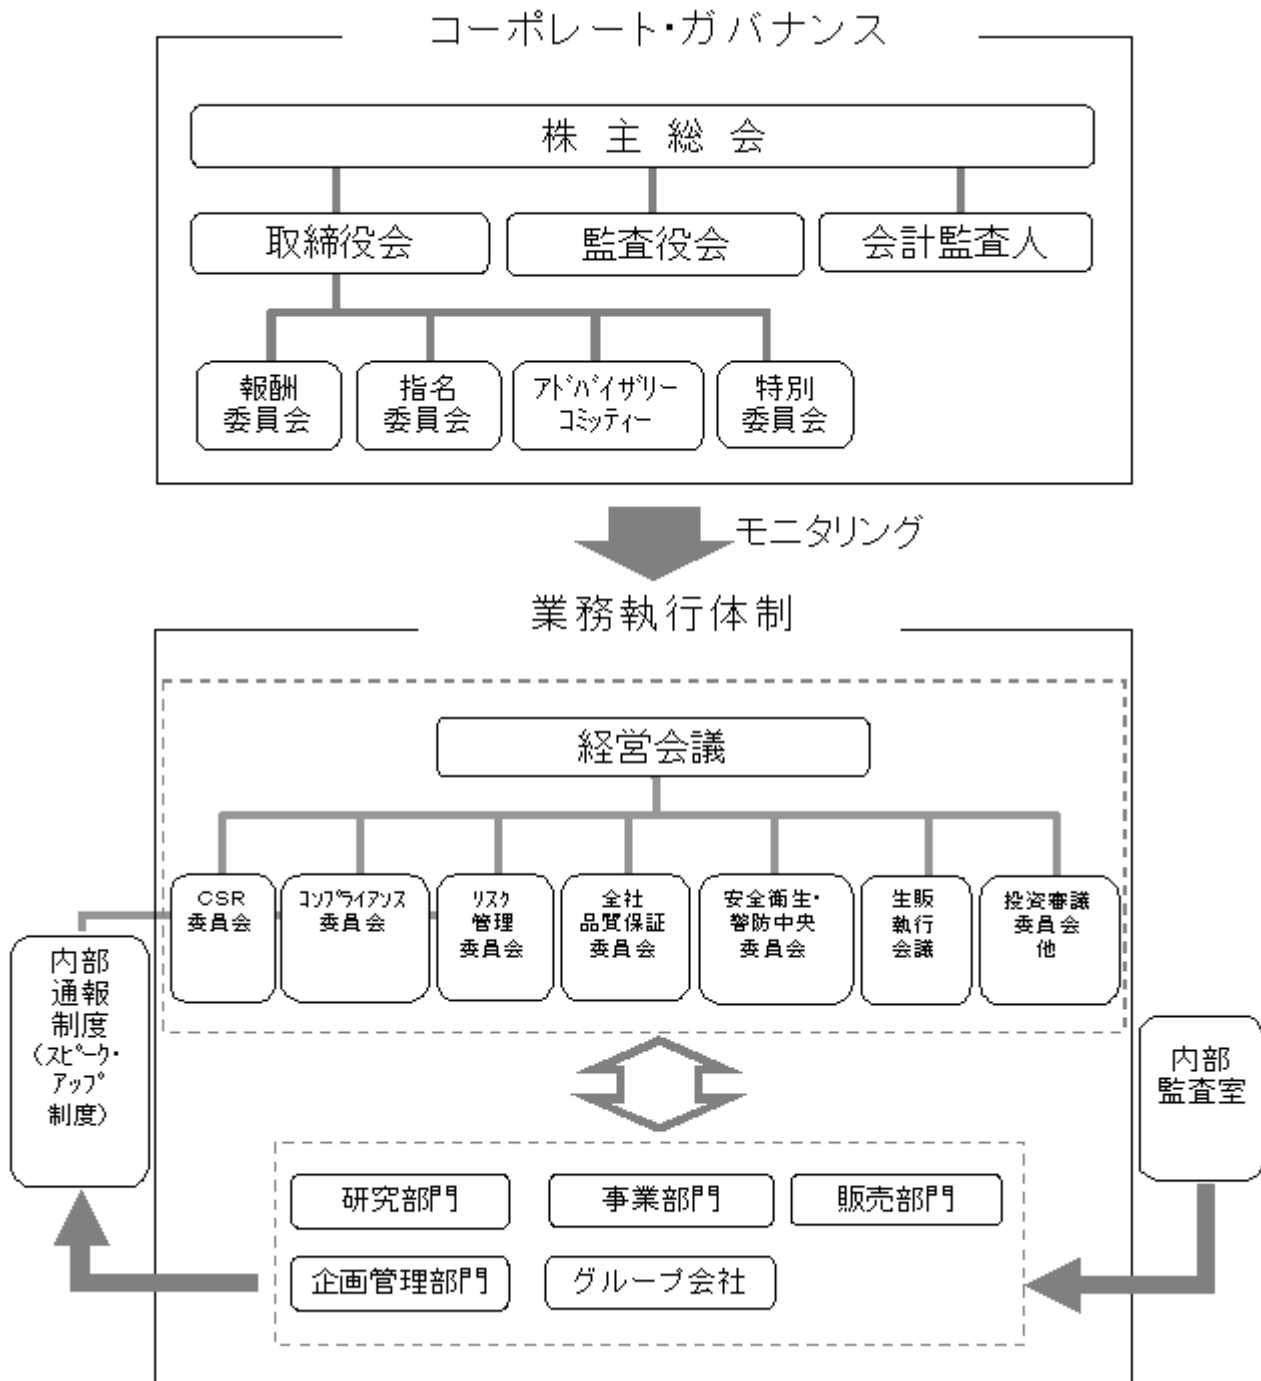 コーポレート・ガバナンス
株主総会
取締役会
監査役会
会計監査人
報酬
委員会
指名
委員会
ｱﾄﾞﾊﾞｲｻﾞﾘｰ
ｺﾐｯﾃｨｰ
特別
委員会
モニタリング
業務執行体制
経営会議
CSR
委員会
ｺﾝﾌﾟﾗｲｱﾝｽ
委員会
ﾘｽｸ
管理
委員会
全社
品質保証
委員会
安全衛生・
警防中央
委員会
生販
執行
会議
投資審議
委員会
他
内部
通報
制度
(ｽﾋﾟｰｸ・
ｱｯﾌﾟ
制度)
内部
監査室
研究部門
事業部門
販売部門
企画管理部門
グループ会社